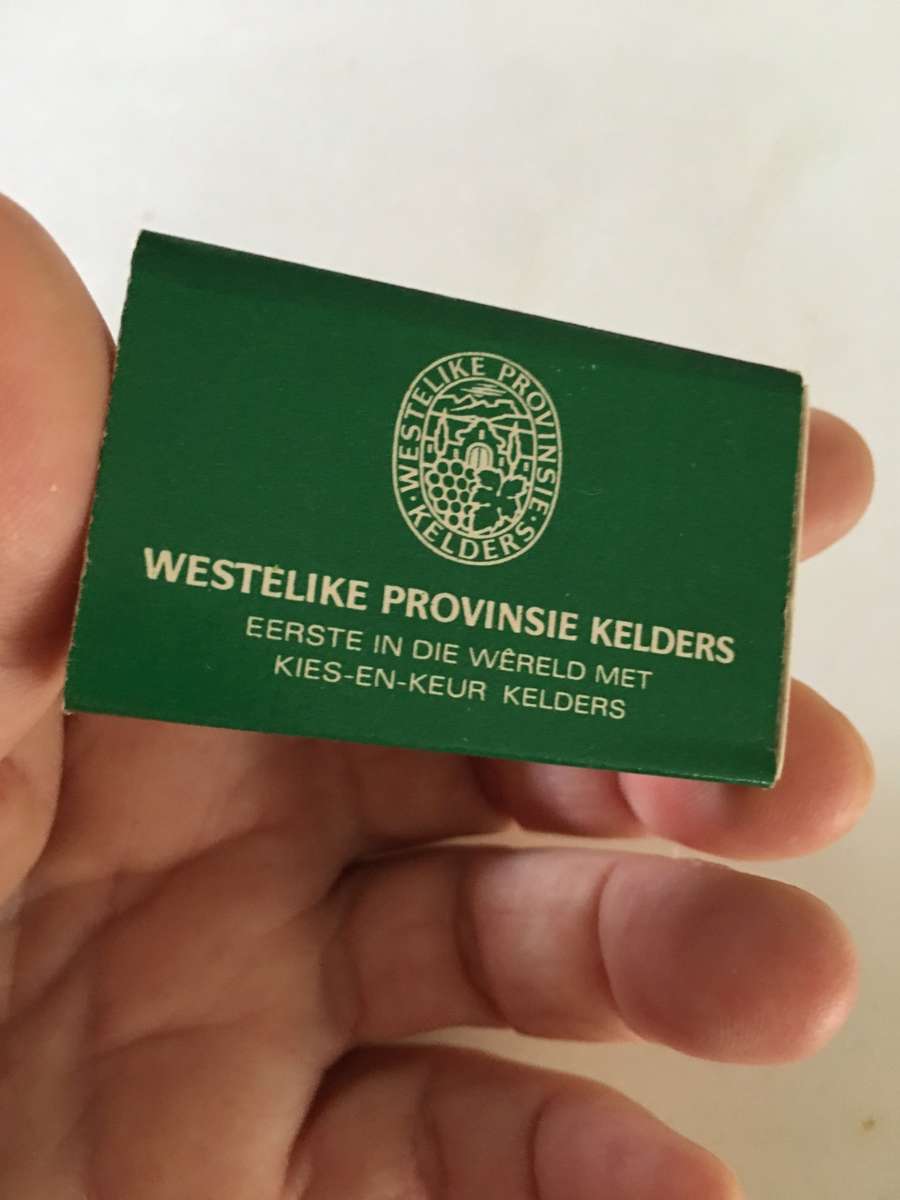 WESTELIKE PROVINSIE
· KELDERS ·
WESTELIKE PROVINSIE KELDERS
EERSTE IN DIE WÊRELD MET
KIES-EN-KEUR KELDERS